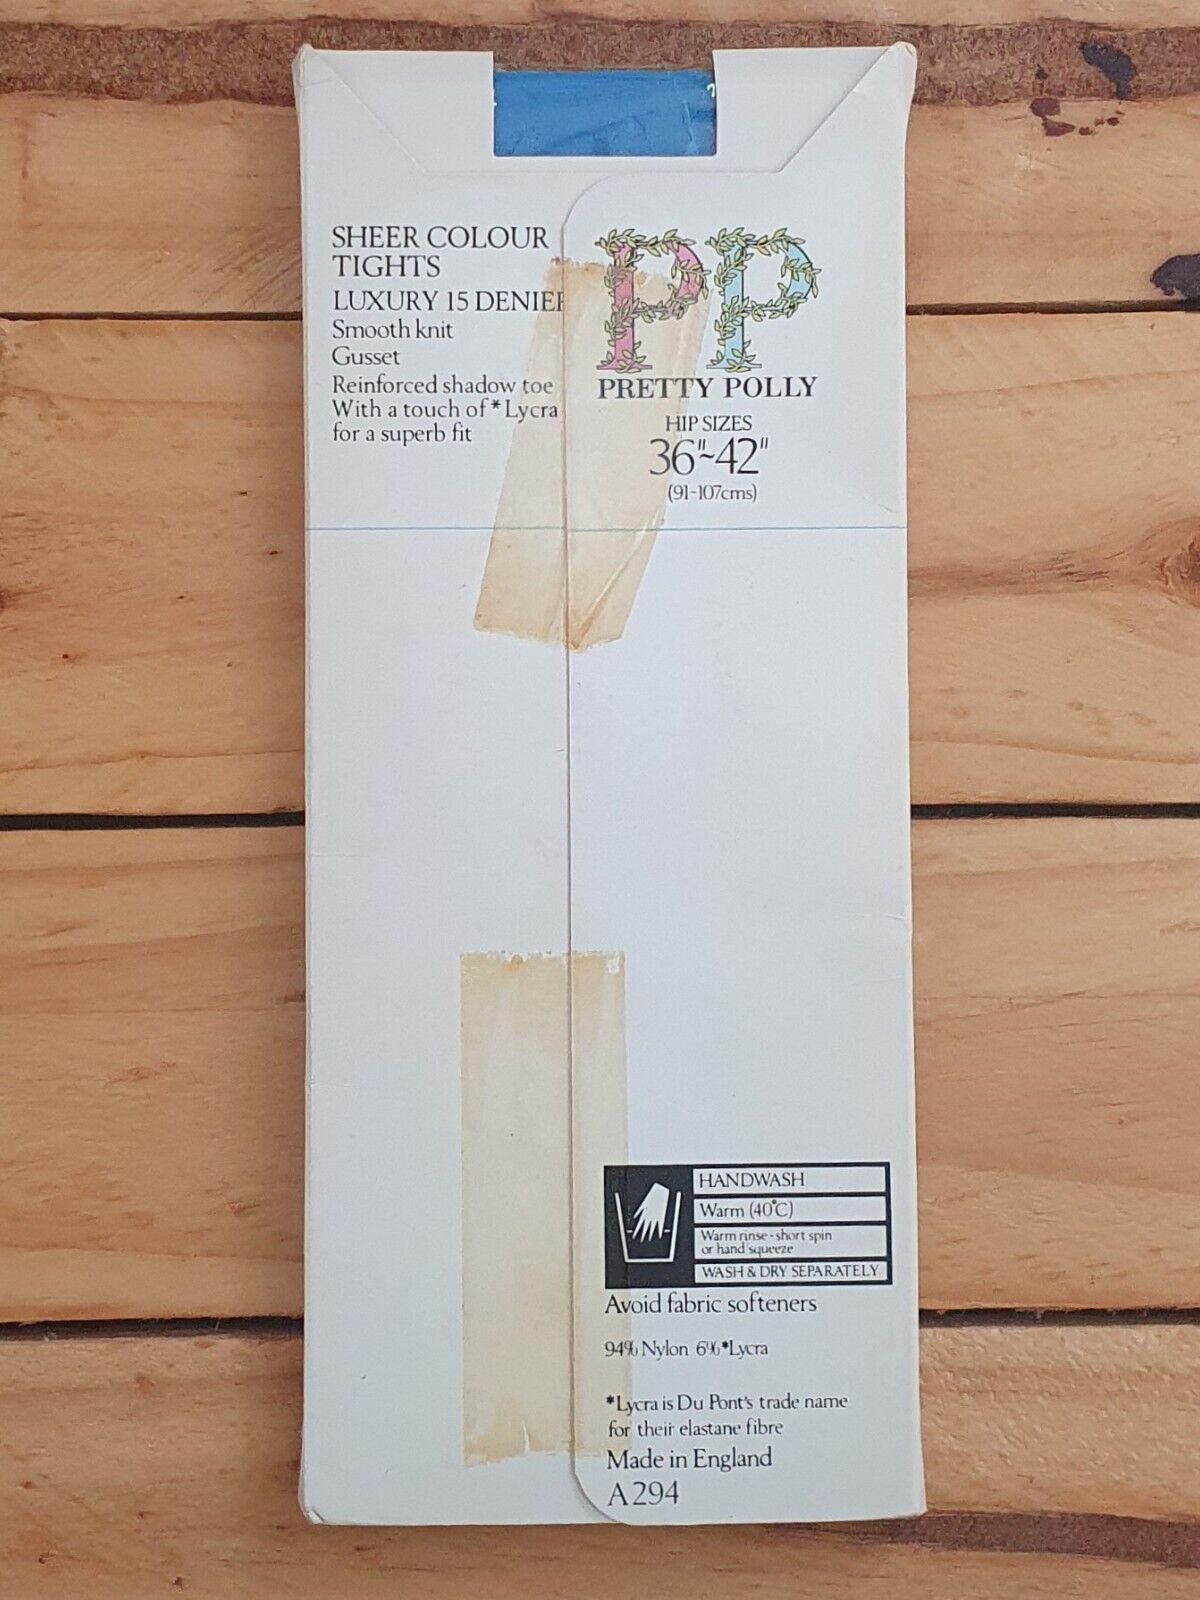 SHEER COLOUR
TIGHTS
LUXURY 15 DENIER
Smooth knit
Gusset
Reinforced shadow toe
With a touch of *Lycra
for a superb fit
PP
PRETTY POLLY
HIP SIZES
36"~42"
(91-107cms)
HANDWASH
Warm (40°C)
Warm rinse - short spin
or hand squeeze
WASH & DRY SEPARATELY
Avoid fabric softeners
94% Nylon 6% *Lycra
*Lycra is Du Pont's trade name
for their elastane fibre
Made in England
A294